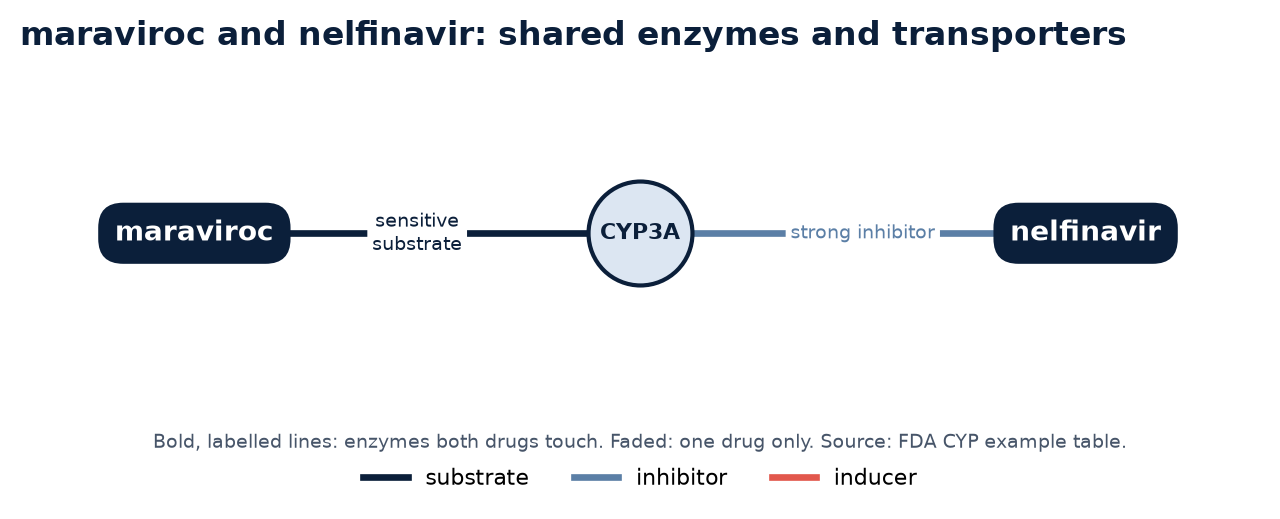 maraviroc and nelfinavir: shared enzymes and transporters
maraviroc
sensitive
substrate
CYP3A
strong inhibitor
nelfinavir
Bold, labelled lines: enzymes both drugs touch. Faded: one drug only. Source: FDA CYP example table.
substrate
inhibitor
inducer